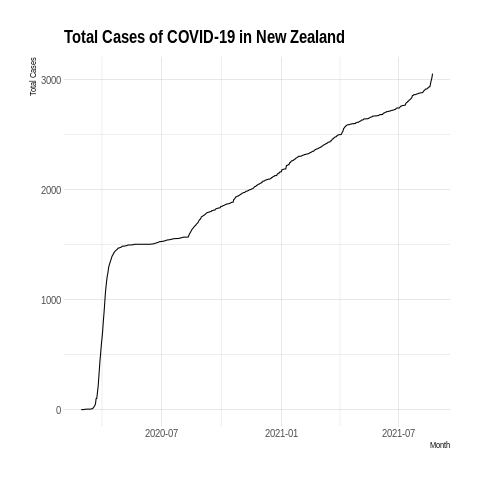 Total Cases of COVID-19 in New Zealand
Total Cases
3000
2000
1000
0
2020-07 2021-01 2021-07
Month